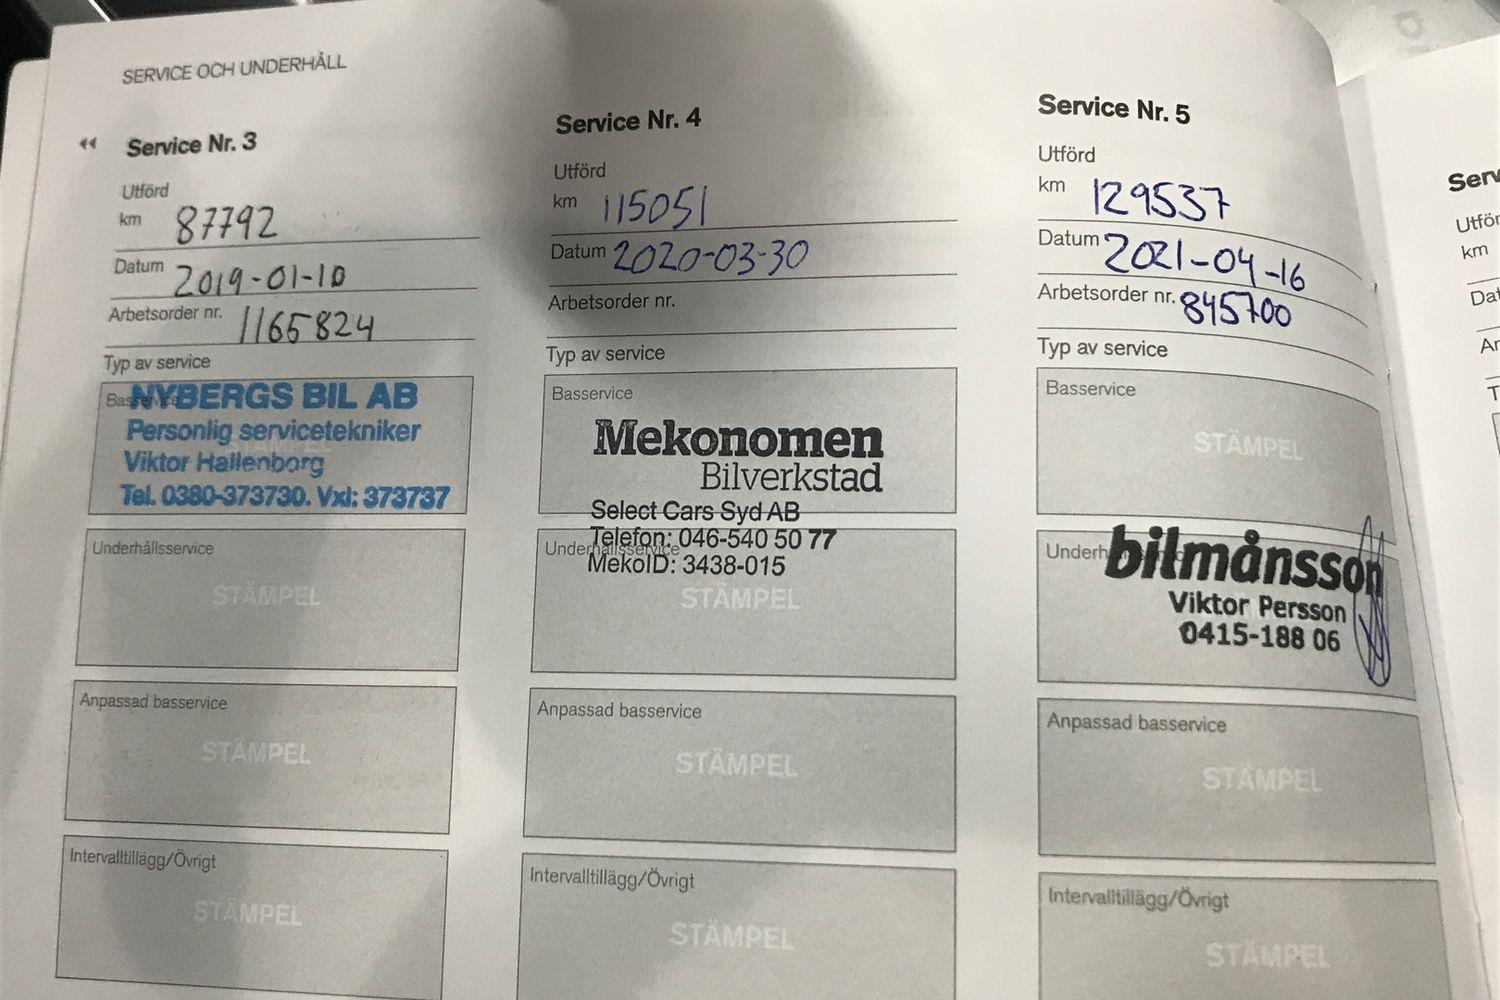 SERVICE OCH UNDERHÅLL
Service Nr. 3
Utförd
km 87792
Datum 2019-01-10
Arbetsorder nr. 1165824
Typ av service
Basservice
NYBERGS BIL AB
Personlig servicetekniker
Viktor Hallenborg
Tel. 0380-373730. Vxl: 373737
Underhållsservice
STÄMPEL
Anpassad basservice
STÄMPEL
Intervalltillägg/Övrigt
STÄMPEL
Service Nr. 4
Utförd
km 115051
Datum 2020-03-30
Arbetsorder nr.
Typ av service
Basservice
Mekonomen
Bilverkstad
Select Cars Syd AB
Telefon: 046-540 50 77
Underhållsservice
MekoID: 3438-015
STÄMPEL
Anpassad basservice
STÄMPEL
Intervalltillägg/Övrigt
STÄMPEL
Service Nr. 5
Utförd
km 129537
Datum 2021-04-16
Arbetsorder nr. 845700
Typ av service
Basservice
STÄMPEL
bilmånsson
Viktor Persson
0415-188 06
Anpassad basservice
STÄMPEL
Intervalltillägg/Övrigt
STÄMPEL
km